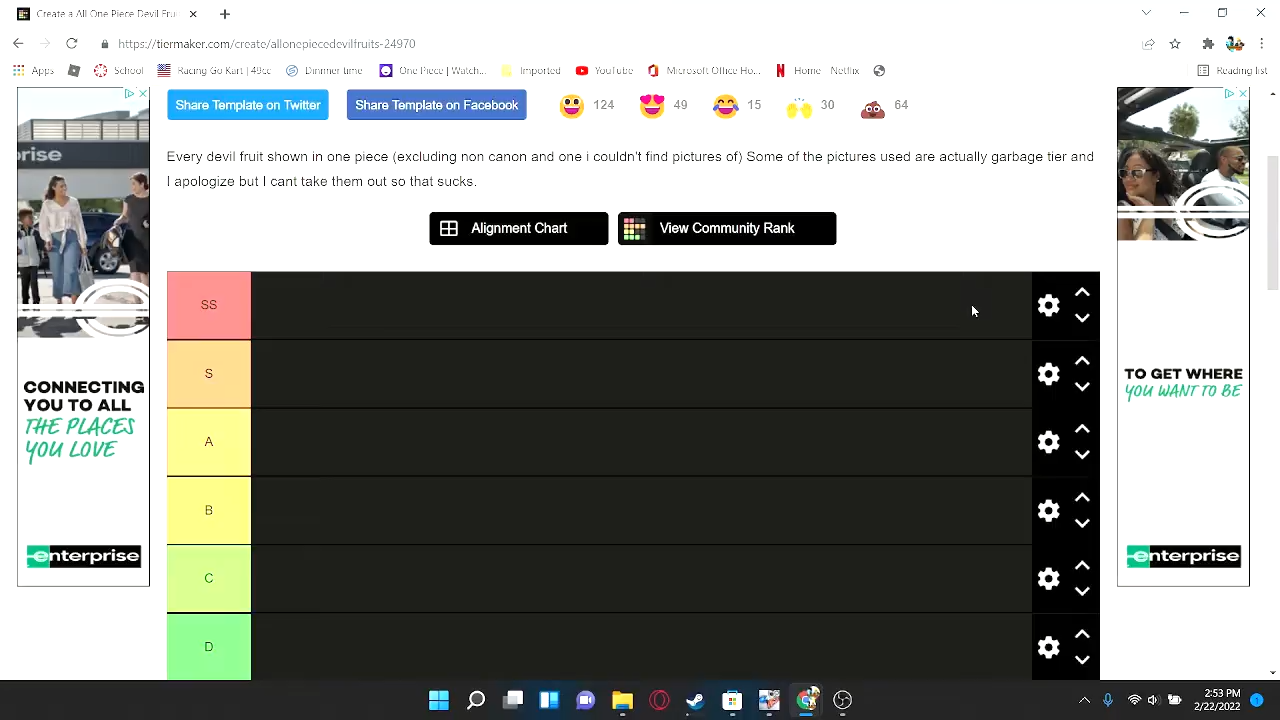 Create a All One Piece Devil Frui
https://tiermaker.com/create/allonepiecedevilfruits-24970
Apps School Racing Go Kart | 49cc Dinner time One Piece | Watch... Imported YouTube Microsoft Office Ho... Home - Netflix Reading list
Share Template on Twitter Share Template on Facebook 124 49 15 30 64
Every devil fruit shown in one piece (excluding non canon and one i couldn't find pictures of) Some of the pictures used are actually garbage tier and
I apologize but I cant take them out so that sucks.
Alignment Chart View Community Rank
prise
SS
S
A
B
C
D
CONNECTING
YOU TO ALL
THE PLACES
YOU LOVE
enterprise
TO GET WHERE
YOU WANT TO BE
enterprise
2:53 PM
2/22/2022
1